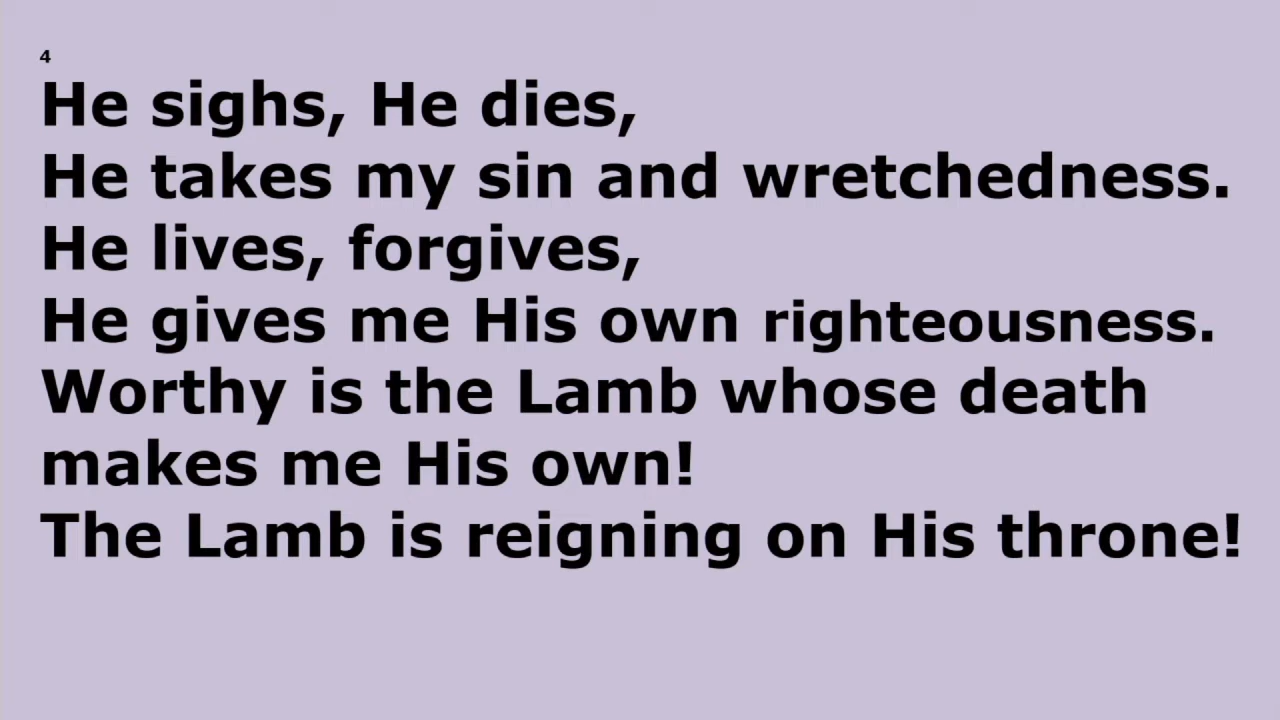 4
He sighs, He dies,
He takes my sin and wretchedness.
He lives, forgives,
He gives me His own righteousness.
Worthy is the Lamb whose death
makes me His own!
The Lamb is reigning on His throne!